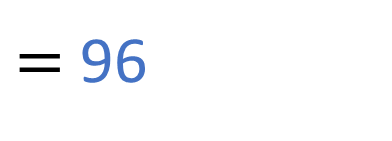 = 96